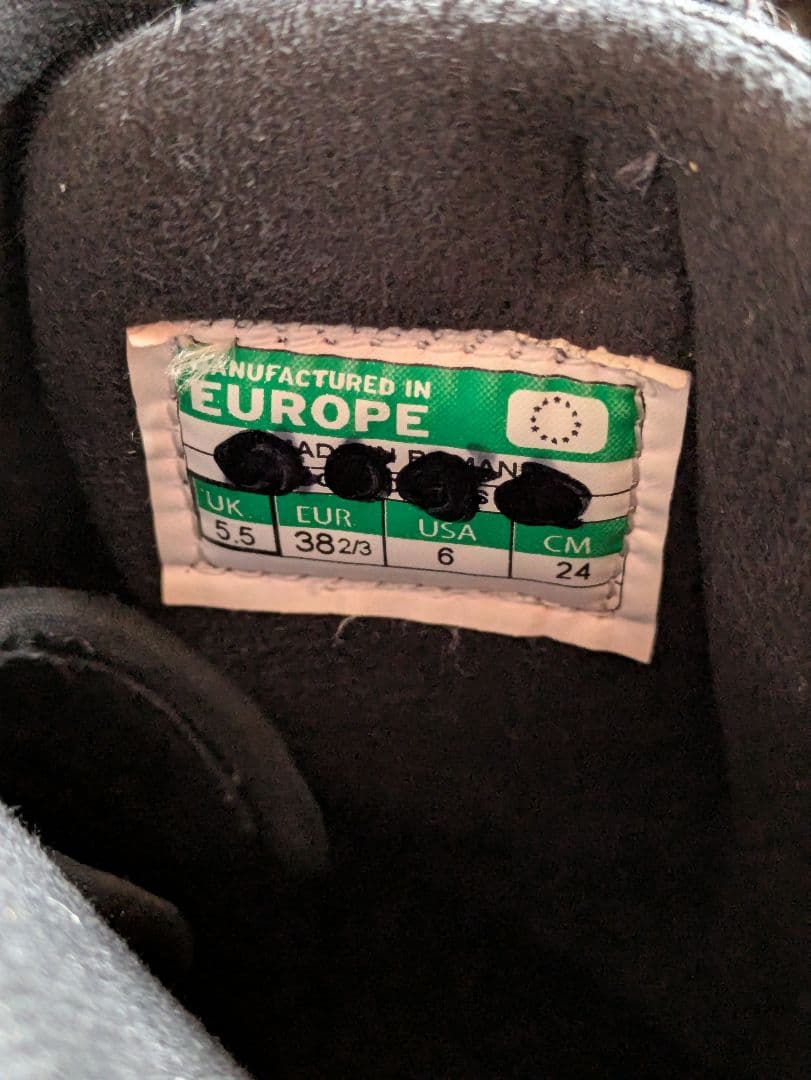 MANUFACTURED IN
EUROPE
UK EUR USA CM
5.5 38 2/3 6 24